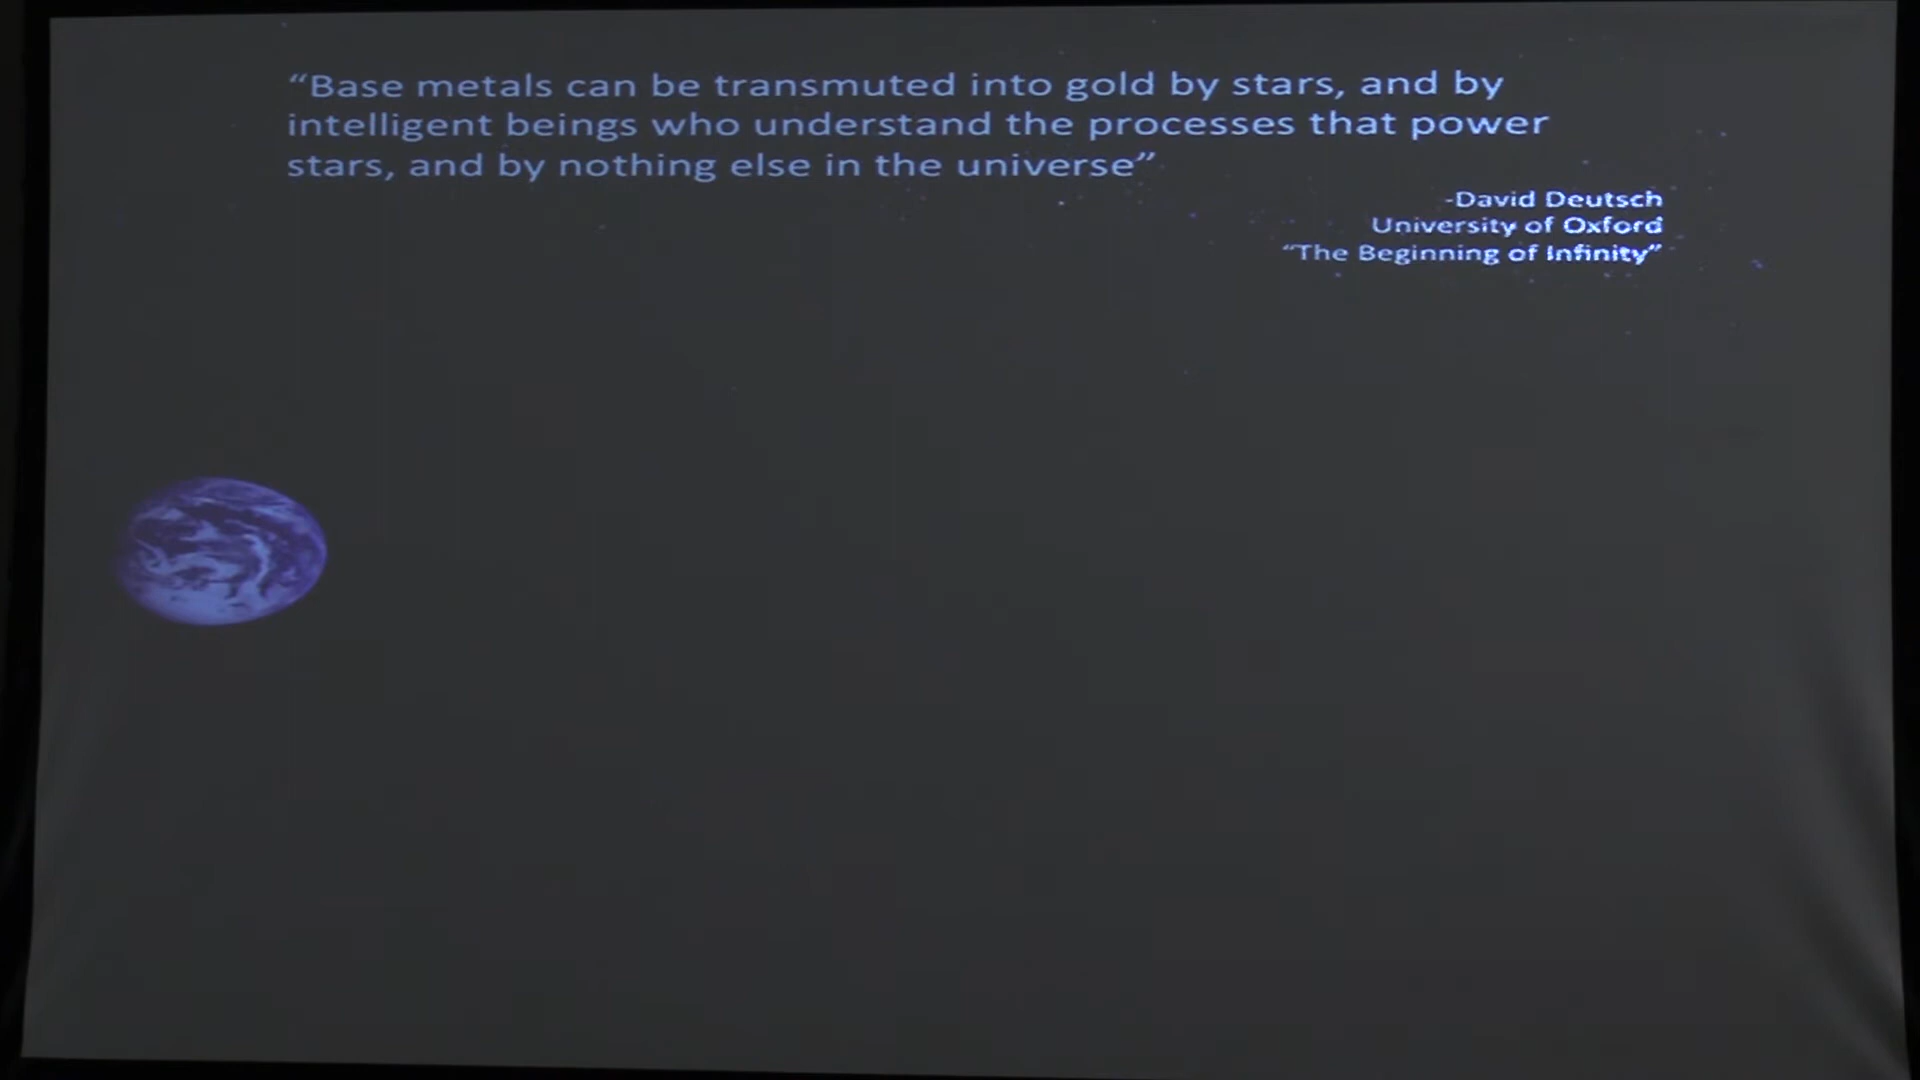 “Base metals can be transmuted into gold by stars, and by
intelligent beings who understand the processes that power
stars, and by nothing else in the universe”
-David Deutsch
University of Oxford
“The Beginning of Infinity”